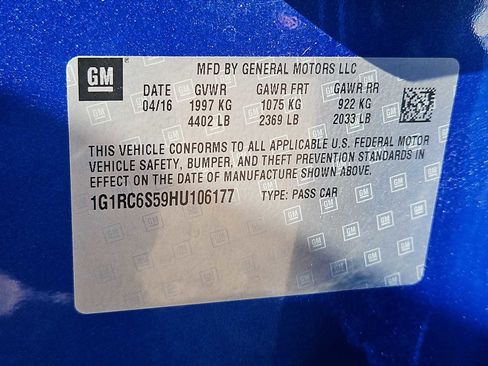 GM
MFD BY GENERAL MOTORS LLC
DATE GVWR GAWR FRT GAWR RR
04/16 1997 KG 1075 KG 922 KG
4402 LB 2369 LB 2033 LB
THIS VEHICLE CONFORMS TO ALL APPLICABLE U.S. FEDERAL MOTOR
VEHICLE SAFETY, BUMPER, AND THEFT PREVENTION STANDARDS IN
EFFECT ON THE DATE OF MANUFACTURE SHOWN ABOVE.
1G1RC6S59HU106177 TYPE: PASS CAR